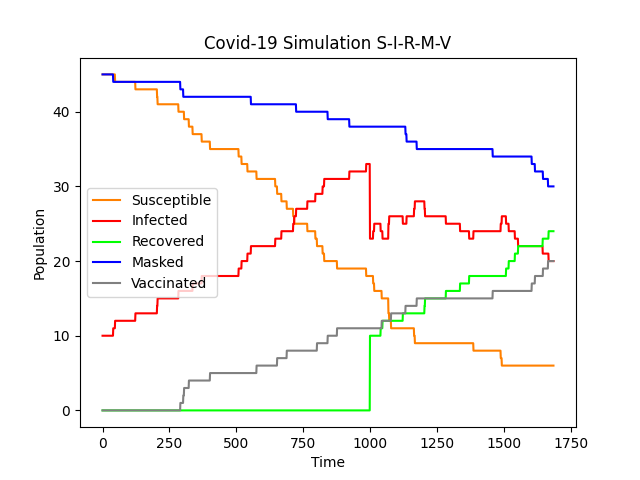 Covid-19 Simulation S-I-R-M-V
Population
40
30
20
10
0
Susceptible
Infected
Recovered
Masked
Vaccinated
0 250 500 750 1000 1250 1500 1750
Time